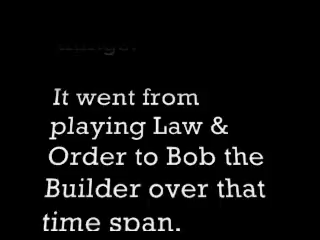 It went from
playing Law &
Order to Bob the
Builder over that
time span.